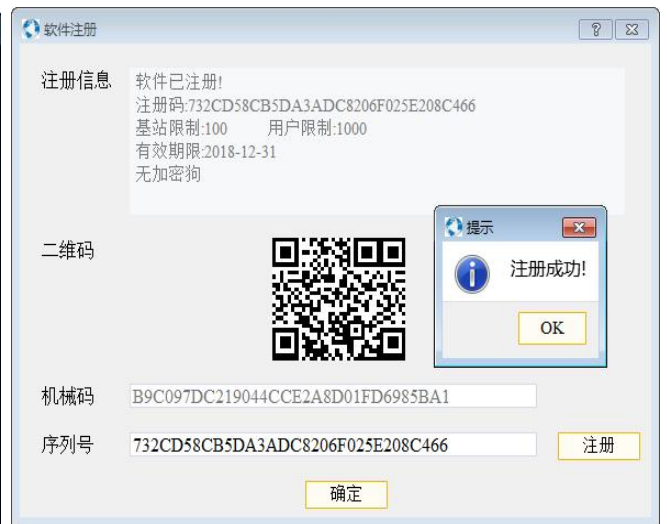 软件注册
注册信息
软件已注册!
注册码:732CD58CB5DA3ADC8206F025E208C466
基站限制:100 用户限制:1000
有效期限:2018-12-31
无加密狗
二维码
提示
注册成功!
OK
机械码 B9C097DC219044CCE2A8D01FD6985BA1
序列号 732CD58CB5DA3ADC8206F025E208C466 注册
确定